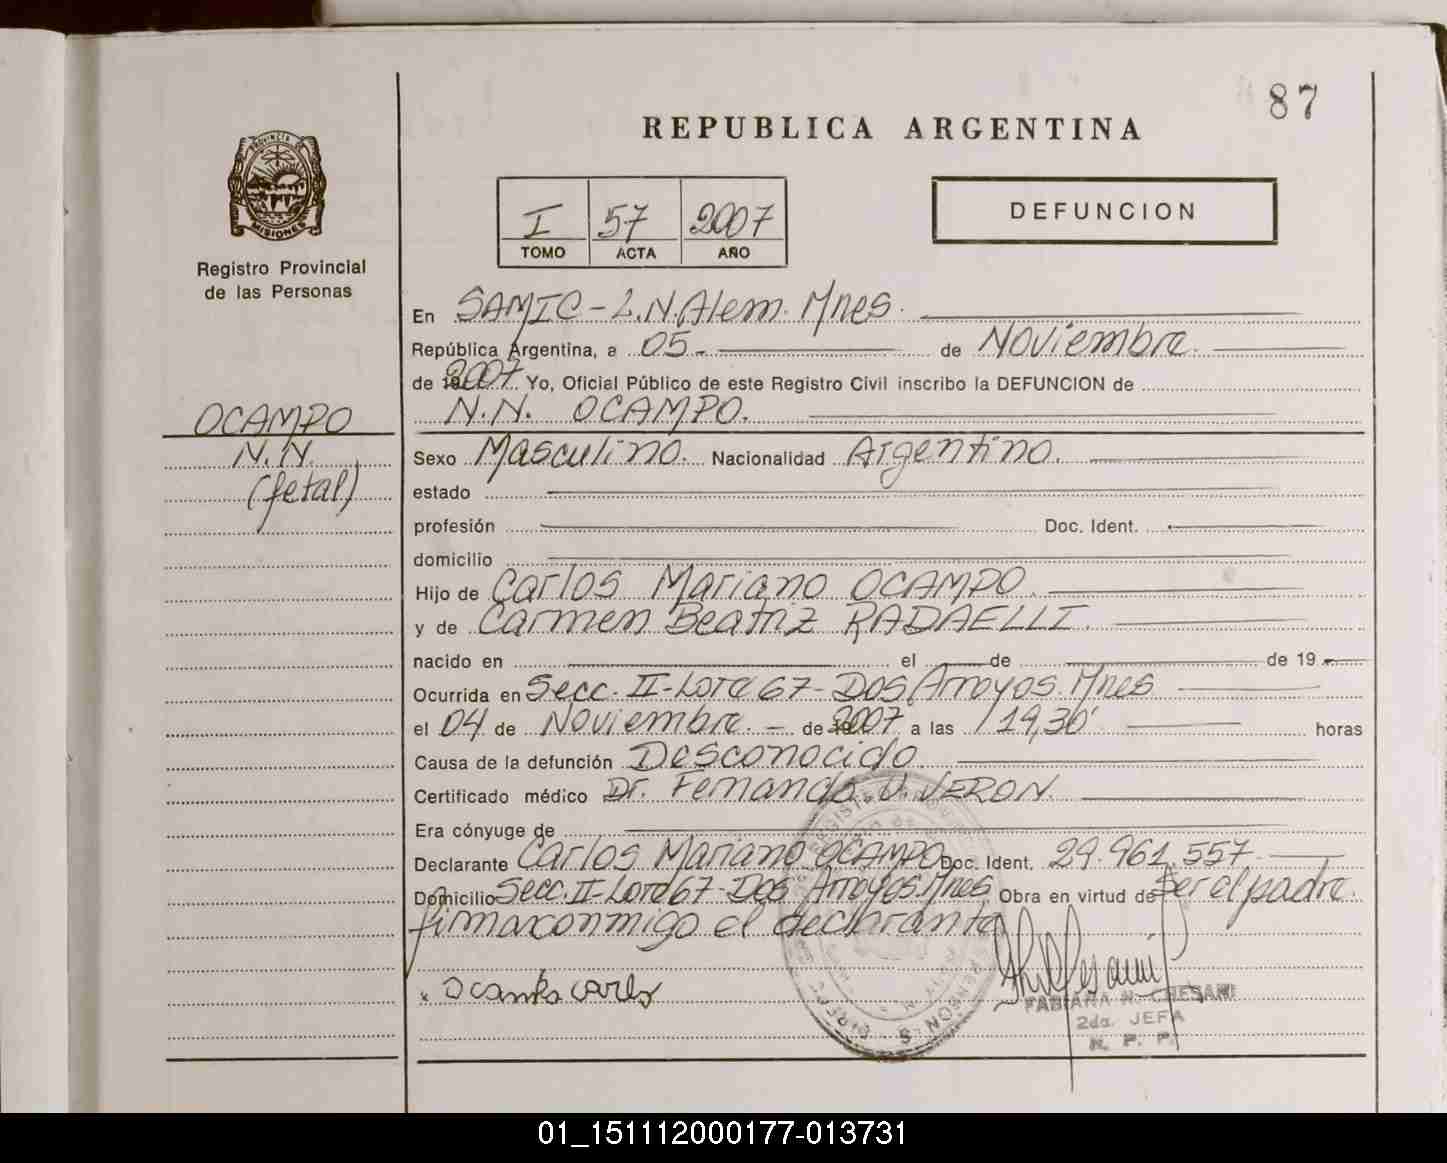 87
REPUBLICA ARGENTINA
PROVINCIA DE
MISIONES
I 57 2007
TOMO ACTA AÑO
DEFUNCION
Registro Provincial
de las Personas
En SAMIC - L.N.Alem. Mnes.
República Argentina, a 05. de Noviembre.
de 2007. Yo, Oficial Público de este Registro Civil inscribo la DEFUNCION de
N.N. OCAMPO.
OCAMPO
N.N.
(fetal)
Sexo Masculino. Nacionalidad Argentino.
estado
profesión Doc. Ident.
domicilio
Hijo de Carlos Mariano OCAMPO.
y de Carmen Beatriz RADAELLI.
nacido en el de de 19
Ocurrida en Secc. II - Lote 67 - Dos Arroyos. Mnes
el 04 de Noviembre. - de 2007. a las 19,30' horas
Causa de la defunción Desconocido.
Certificado médico Dr. Fernando V. VERON.
Era cónyuge de
Declarante Carlos Mariano OCAMPO Doc. Ident. 29.961.557
Domicilio Secc. II - Lote 67 - Dos Arroyos. Mnes Obra en virtud de Ser el padre.
firma conmigo el declarante
x Ocampo Carlos
FABIANA N. CHESANI
2da. JEFA
R. P. P.
01_151112000177-013731